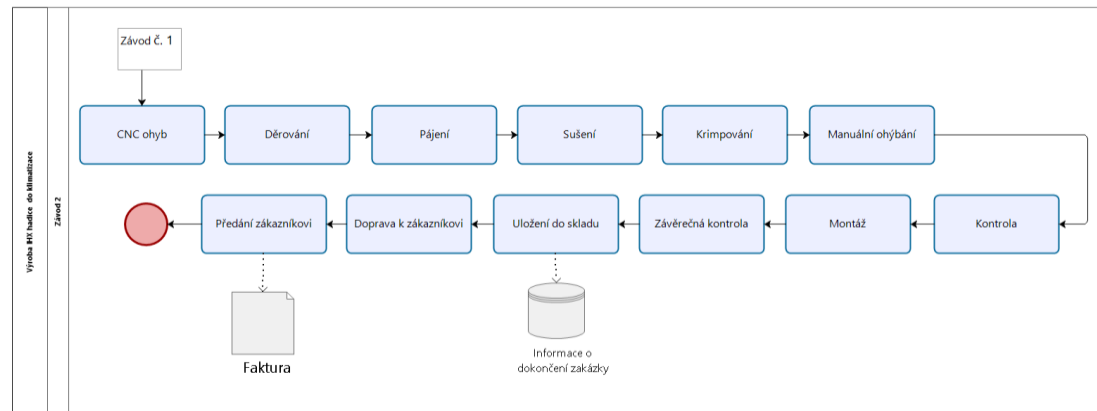 Výroba IHX hadice do klimatizace
Závod 2
Závod č. 1
CNC ohyb
Děrování
Pájení
Sušení
Krimpování
Manuální ohýbání
Kontrola
Montáž
Závěrečná kontrola
Uložení do skladu
Doprava k zákazníkovi
Předání zákazníkovi
Faktura
Informace o
dokončení zakázky